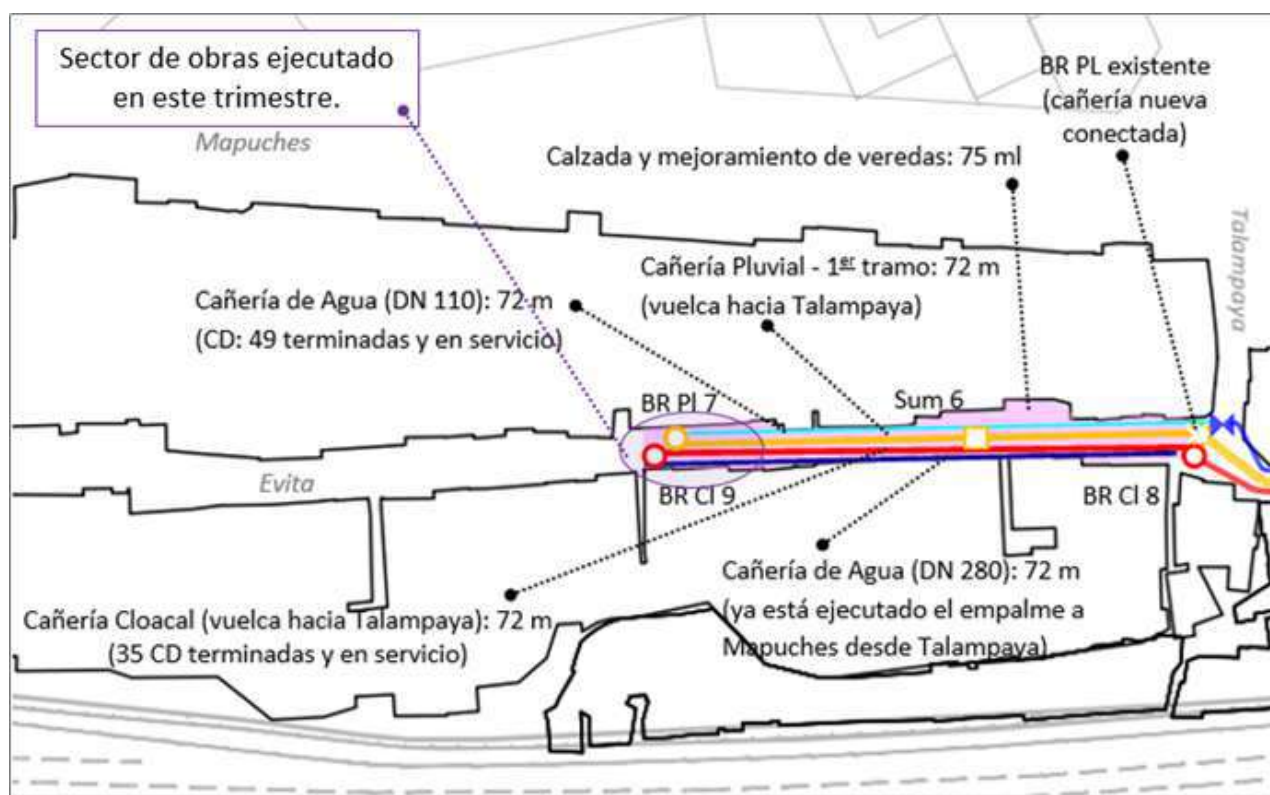 Sector de obras ejecutado
en este trimestre.
BR PL existente
(cañería nueva
conectada)
Mapuches
Calzada y mejoramiento de veredas: 75 ml
Talampaya
Cañería Pluvial - 1er tramo: 72 m
(vuelca hacia Talampaya)
Cañería de Agua (DN 110): 72 m
(CD: 49 terminadas y en servicio)
BR Pl 7
Sum 6
Evita
BR Cl 9
BR Cl 8
Cañería de Agua (DN 280): 72 m
(ya está ejecutado el empalme a
Mapuches desde Talampaya)
Cañería Cloacal (vuelca hacia Talampaya): 72 m
(35 CD terminadas y en servicio)